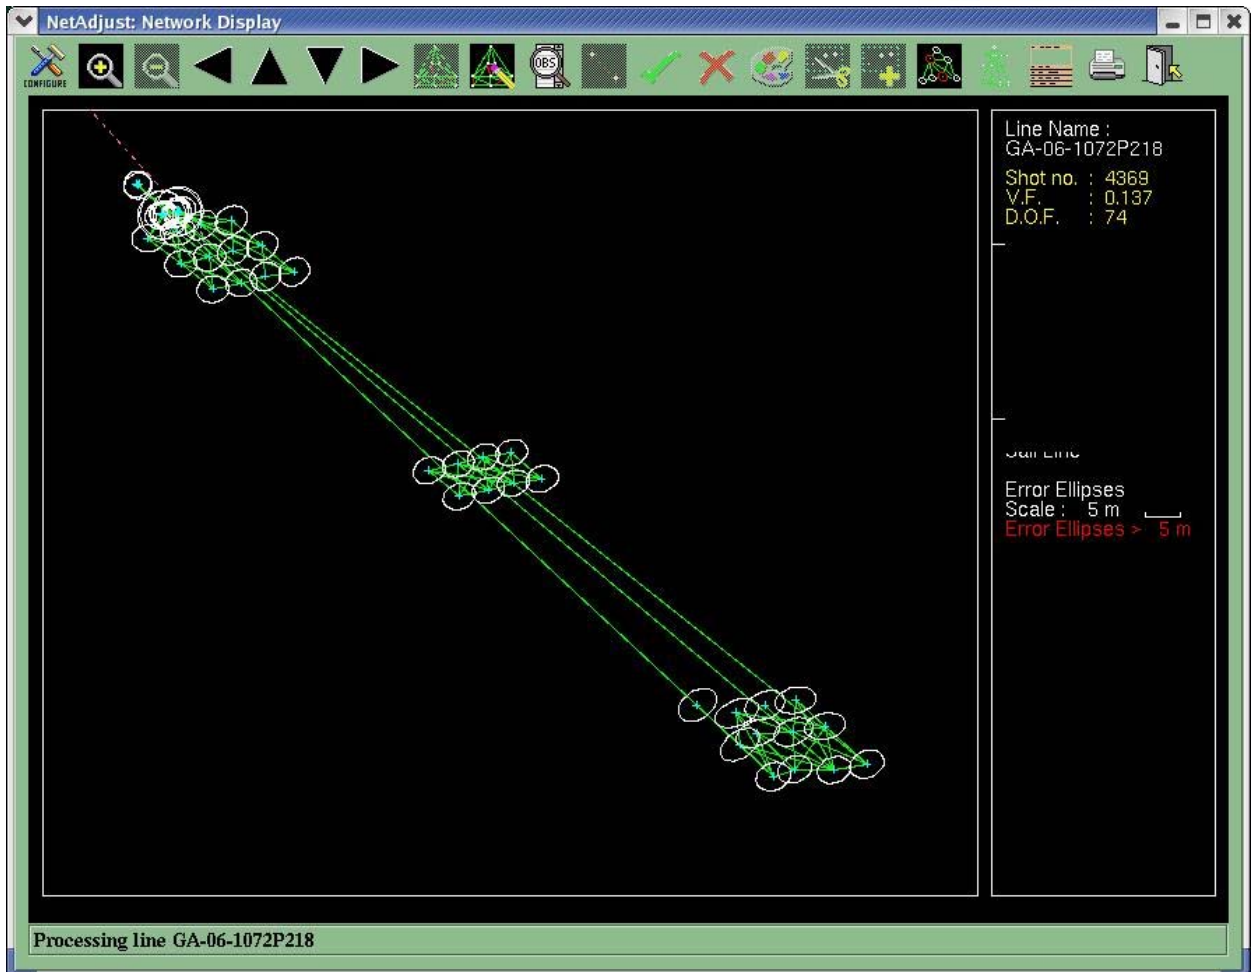 NetAdjust: Network Display
CONFIGURE
OBS
Line Name :
GA-06-1072P218
Shot no. : 4369
V.F. : 0.137
D.O.F. : 74
Error Ellipses
Scale : 5 m
Error Ellipses > 5 m
Processing line GA-06-1072P218